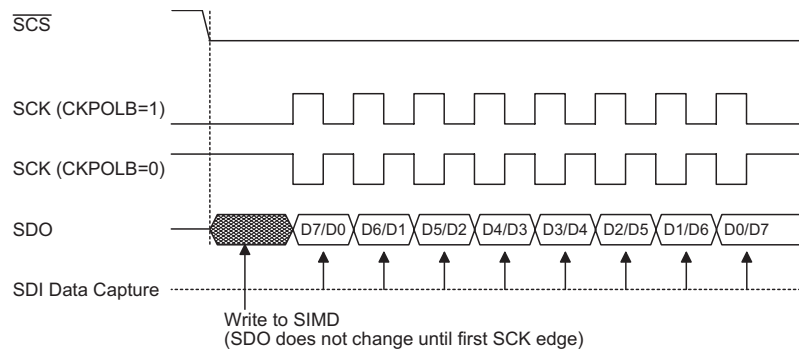 SCS
SCK (CKPOLB=1)
SCK (CKPOLB=0)
SDO D7/D0 D6/D1 D5/D2 D4/D3 D3/D4 D2/D5 D1/D6 D0/D7
SDI Data Capture
Write to SIMD
(SDO does not change until first SCK edge)